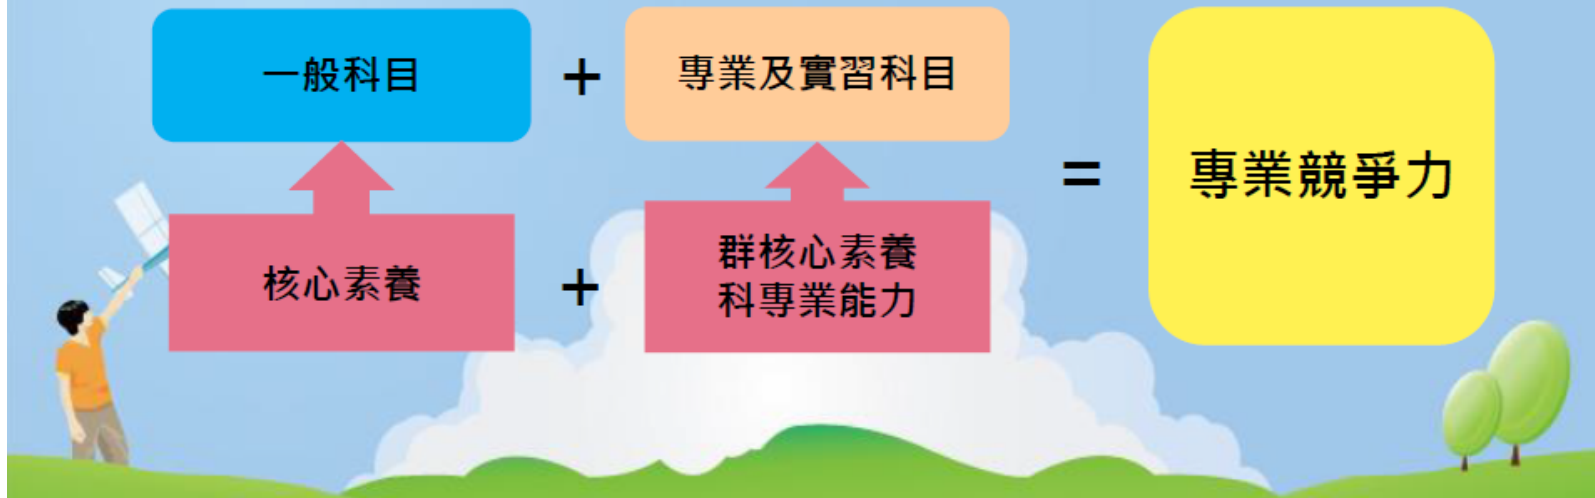 一般科目
+
專業及實習科目
=
專業競爭力
核心素養
+
群核心素養
科專業能力